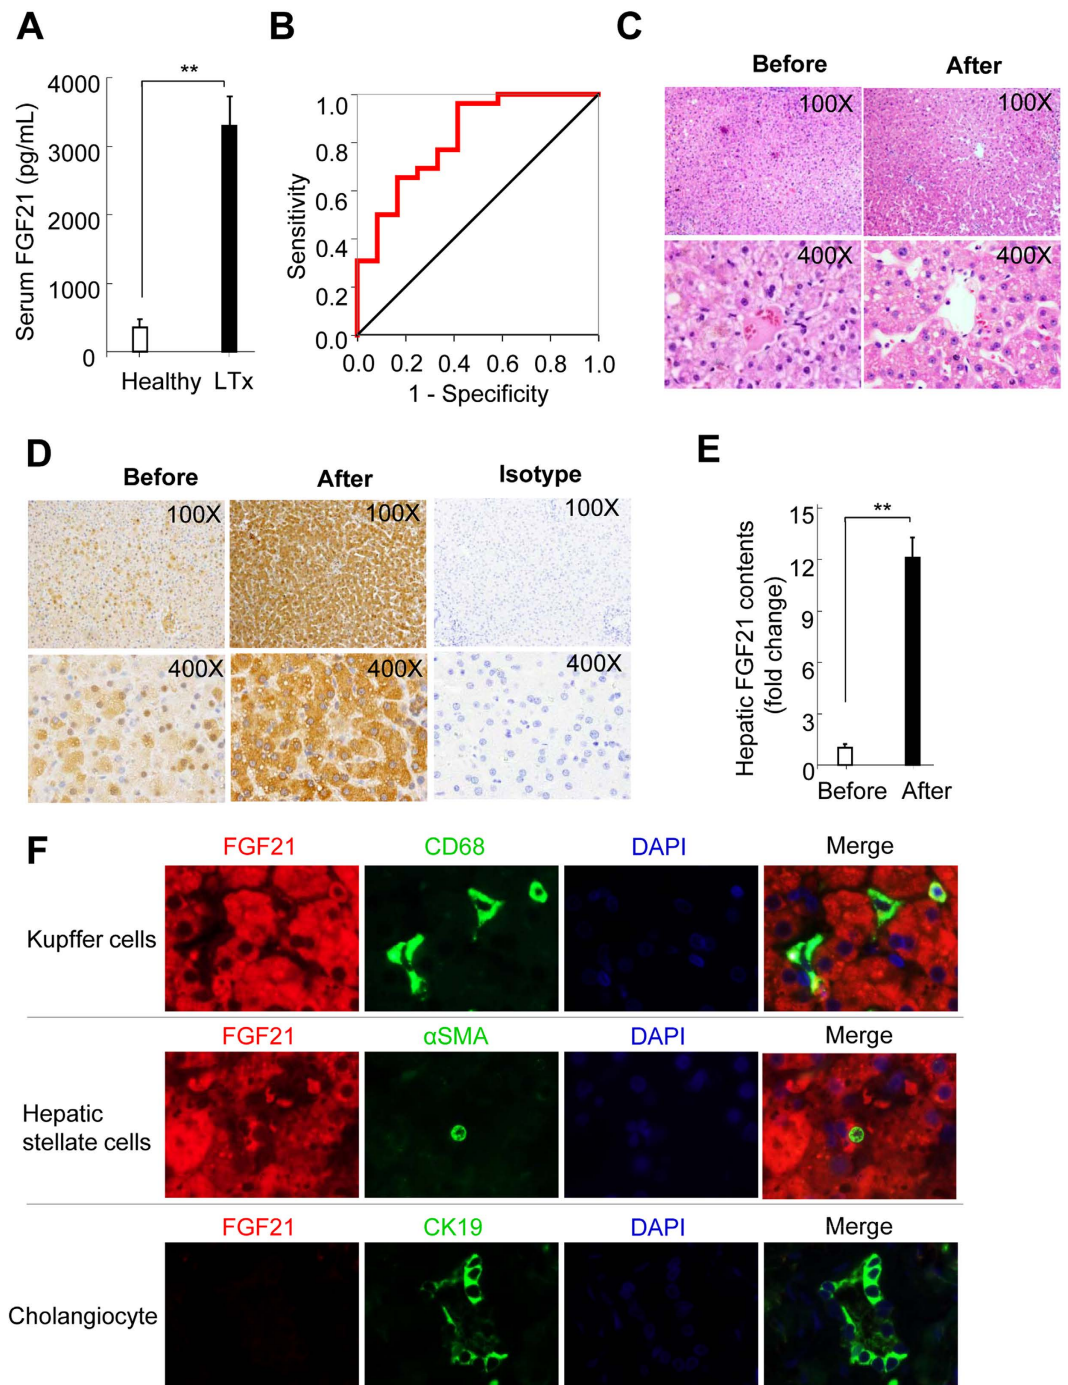 A
Serum FGF21 (pg/mL)
4000
3000
2000
1000
0
**
Healthy LTx
B
Sensitivity
1.0
0.8
0.6
0.4
0.2
0.0
0.0 0.2 0.4 0.6 0.8 1.0
1 - Specificity
C
Before After
100X 100X
400X 400X
D
Before After Isotype
100X 100X 100X
400X 400X 400X
E
Hepatic FGF21 contents
(fold change)
15
12
9
6
3
0
**
Before After
F
FGF21 CD68 DAPI Merge
Kupffer cells
FGF21 αSMA DAPI Merge
Hepatic
stellate cells
FGF21 CK19 DAPI Merge
Cholangiocyte